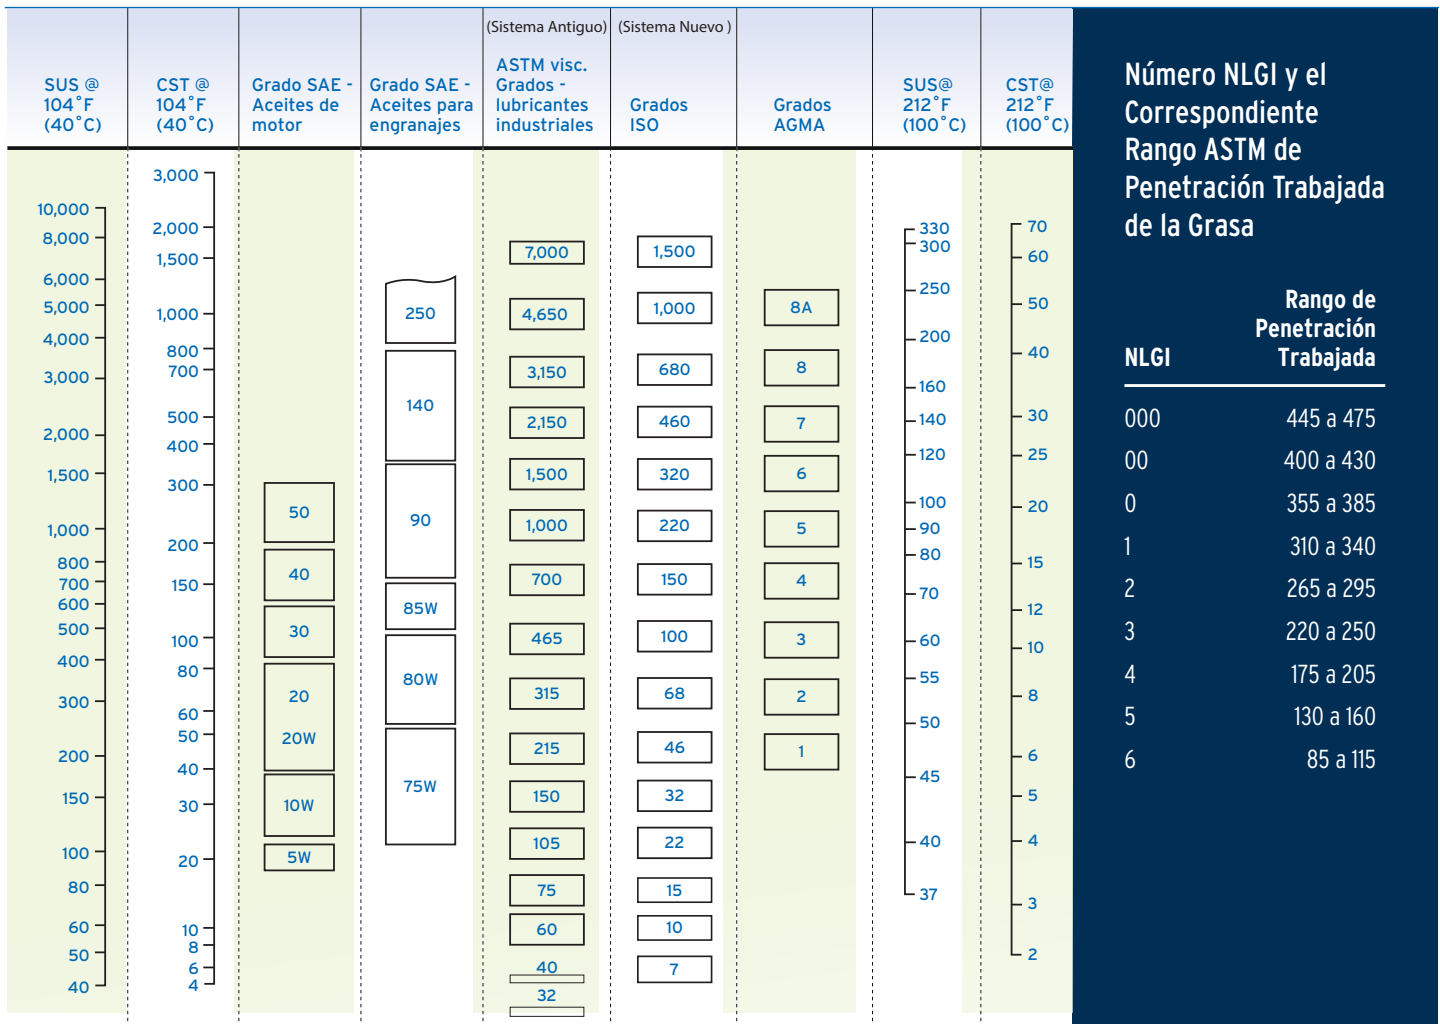 (Sistema Antiguo)
(Sistema Nuevo )
SUS @
104°F
(40°C)
CST @
104°F
(40°C)
Grado SAE -
Aceites de
motor
Grado SAE -
Aceites para
engranajes
ASTM visc.
Grados -
lubricantes
industriales
Grados
ISO
Grados
AGMA
SUS@
212°F
(100°C)
CST@
212°F
(100°C)
10,000
8,000
6,000
5,000
4,000
3,000
2,000
1,500
1,000
800
700
600
500
400
300
200
150
100
80
60
50
40
3,000
2,000
1,500
1,000
800
700
500
400
300
200
150
100
80
60
50
40
30
20
10
8
6
4
50
40
30
20
20W
10W
5W
250
140
90
85W
80W
75W
7,000
4,650
3,150
2,150
1,500
1,000
700
465
315
215
150
105
75
60
40
32
1,500
1,000
680
460
320
220
150
100
68
46
32
22
15
10
7
8A
8
7
6
5
4
3
2
1
330
300
250
200
160
140
120
100
90
80
70
60
55
50
45
40
37
70
60
50
40
30
25
20
15
12
10
8
6
5
4
3
2
Número NLGI y el
Correspondiente
Rango ASTM de
Penetración Trabajada
de la Grasa
Rango de
Penetración
NLGI Trabajada
000 445 a 475
00 400 a 430
0 355 a 385
1 310 a 340
2 265 a 295
3 220 a 250
4 175 a 205
5 130 a 160
6 85 a 115